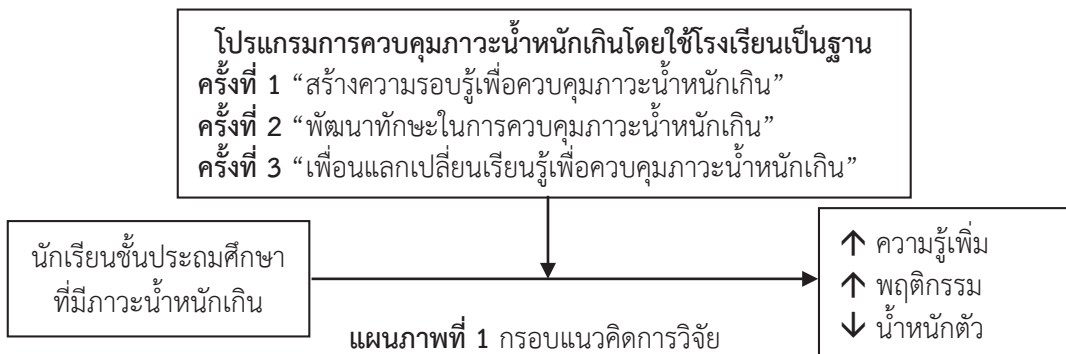 โปรแกรมการควบคุมภาวะน้ำหนักเกินโดยใช้โรงเรียนเป็นฐาน
ครั้งที่ 1 “สร้างความรอบรู้เพื่อควบคุมภาวะน้ำหนักเกิน”
ครั้งที่ 2 “พัฒนาทักษะในการควบคุมภาวะน้ำหนักเกิน”
ครั้งที่ 3 “เพื่อนแลกเปลี่ยนเรียนรู้เพื่อควบคุมภาวะน้ำหนักเกิน”
นักเรียนชั้นประถมศึกษา
ที่มีภาวะน้ำหนักเกิน
↑ ความรู้เพิ่ม
↑ พฤติกรรม
↓ น้ำหนักตัว
แผนภาพที่ 1 กรอบแนวคิดการวิจัย